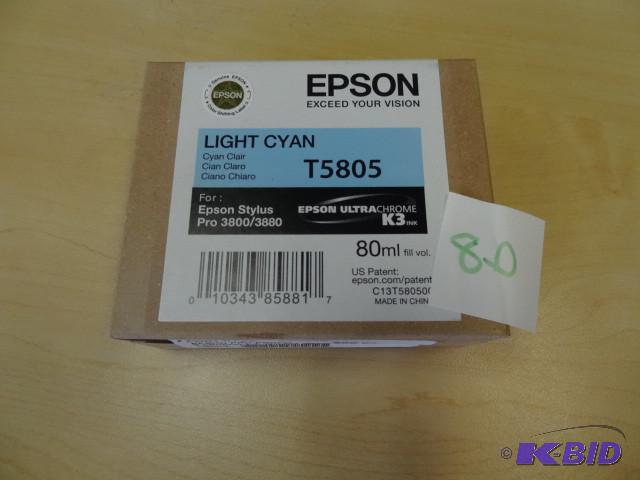 Genuine EPSON
EPSON
EPSON
EXCEED YOUR VISION
LIGHT CYAN
Cyan Clair
Cian Claro
Ciano Chiaro
T5805
For :
Epson Stylus
Pro 3800/3880
EPSON ULTRACHROME
K3 INK
80ml fill vol.
US Patent:
epson.com/patent
C13T58050
MADE IN CHIN
0 10343 85881 7
80
© K-BID